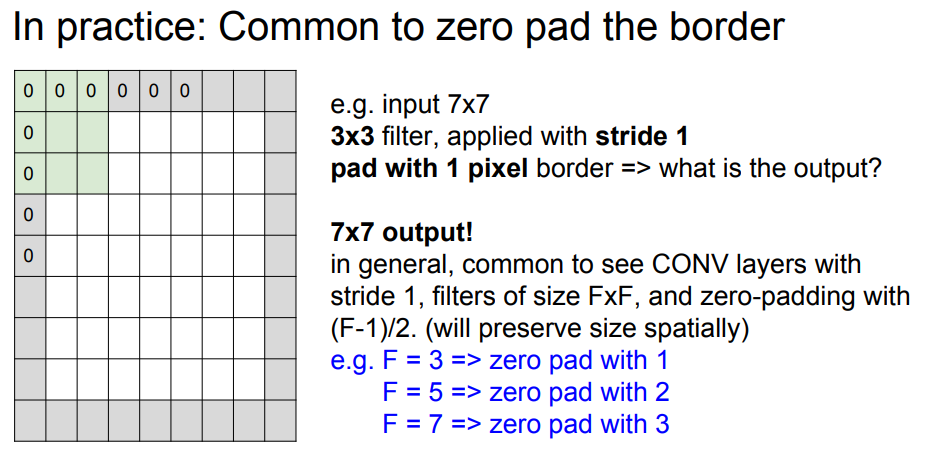 In practice: Common to zero pad the border
0 0 0 0 0 0
0
0
0
0
e.g. input 7x7
3x3 filter, applied with stride 1
pad with 1 pixel border => what is the output?
7x7 output!
in general, common to see CONV layers with
stride 1, filters of size FxF, and zero-padding with
(F-1)/2. (will preserve size spatially)
e.g. F = 3 => zero pad with 1
F = 5 => zero pad with 2
F = 7 => zero pad with 3